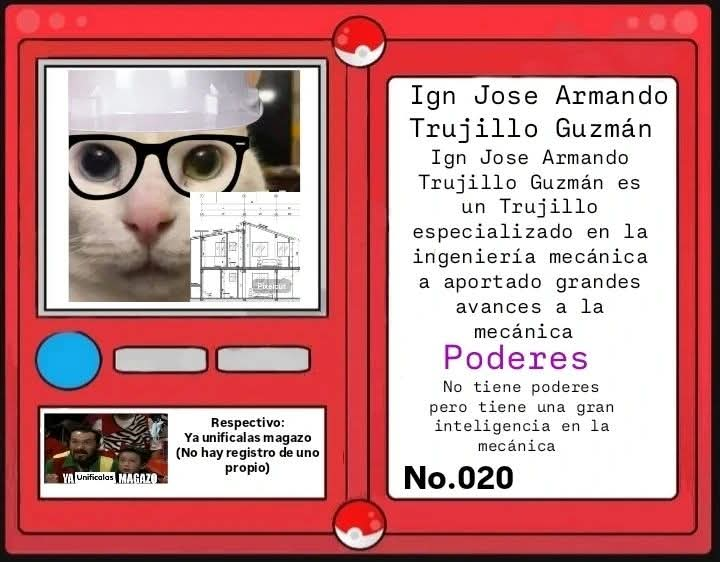 Ign Jose Armando
Trujillo Guzmán
Ign Jose Armando
Trujillo Guzmán es
un Trujillo
especializado en la
ingeniería mecánica
a aportado grandes
avances a la
mecánica
Poderes
No tiene poderes
pero tiene una gran
inteligencia en la
mecánica
No.020
Pixelcut
Respectivo:
Ya unificalas magazo
(No hay registro de uno
propio)
YA Unificalas MAGAZO